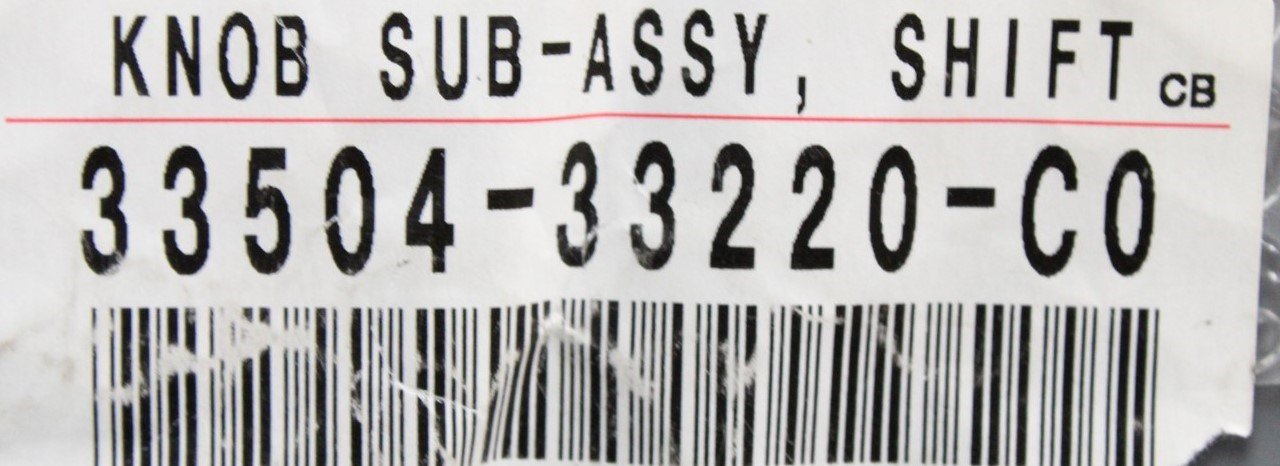 KNOB SUB-ASSY, SHIFT CB
33504-33220-C0